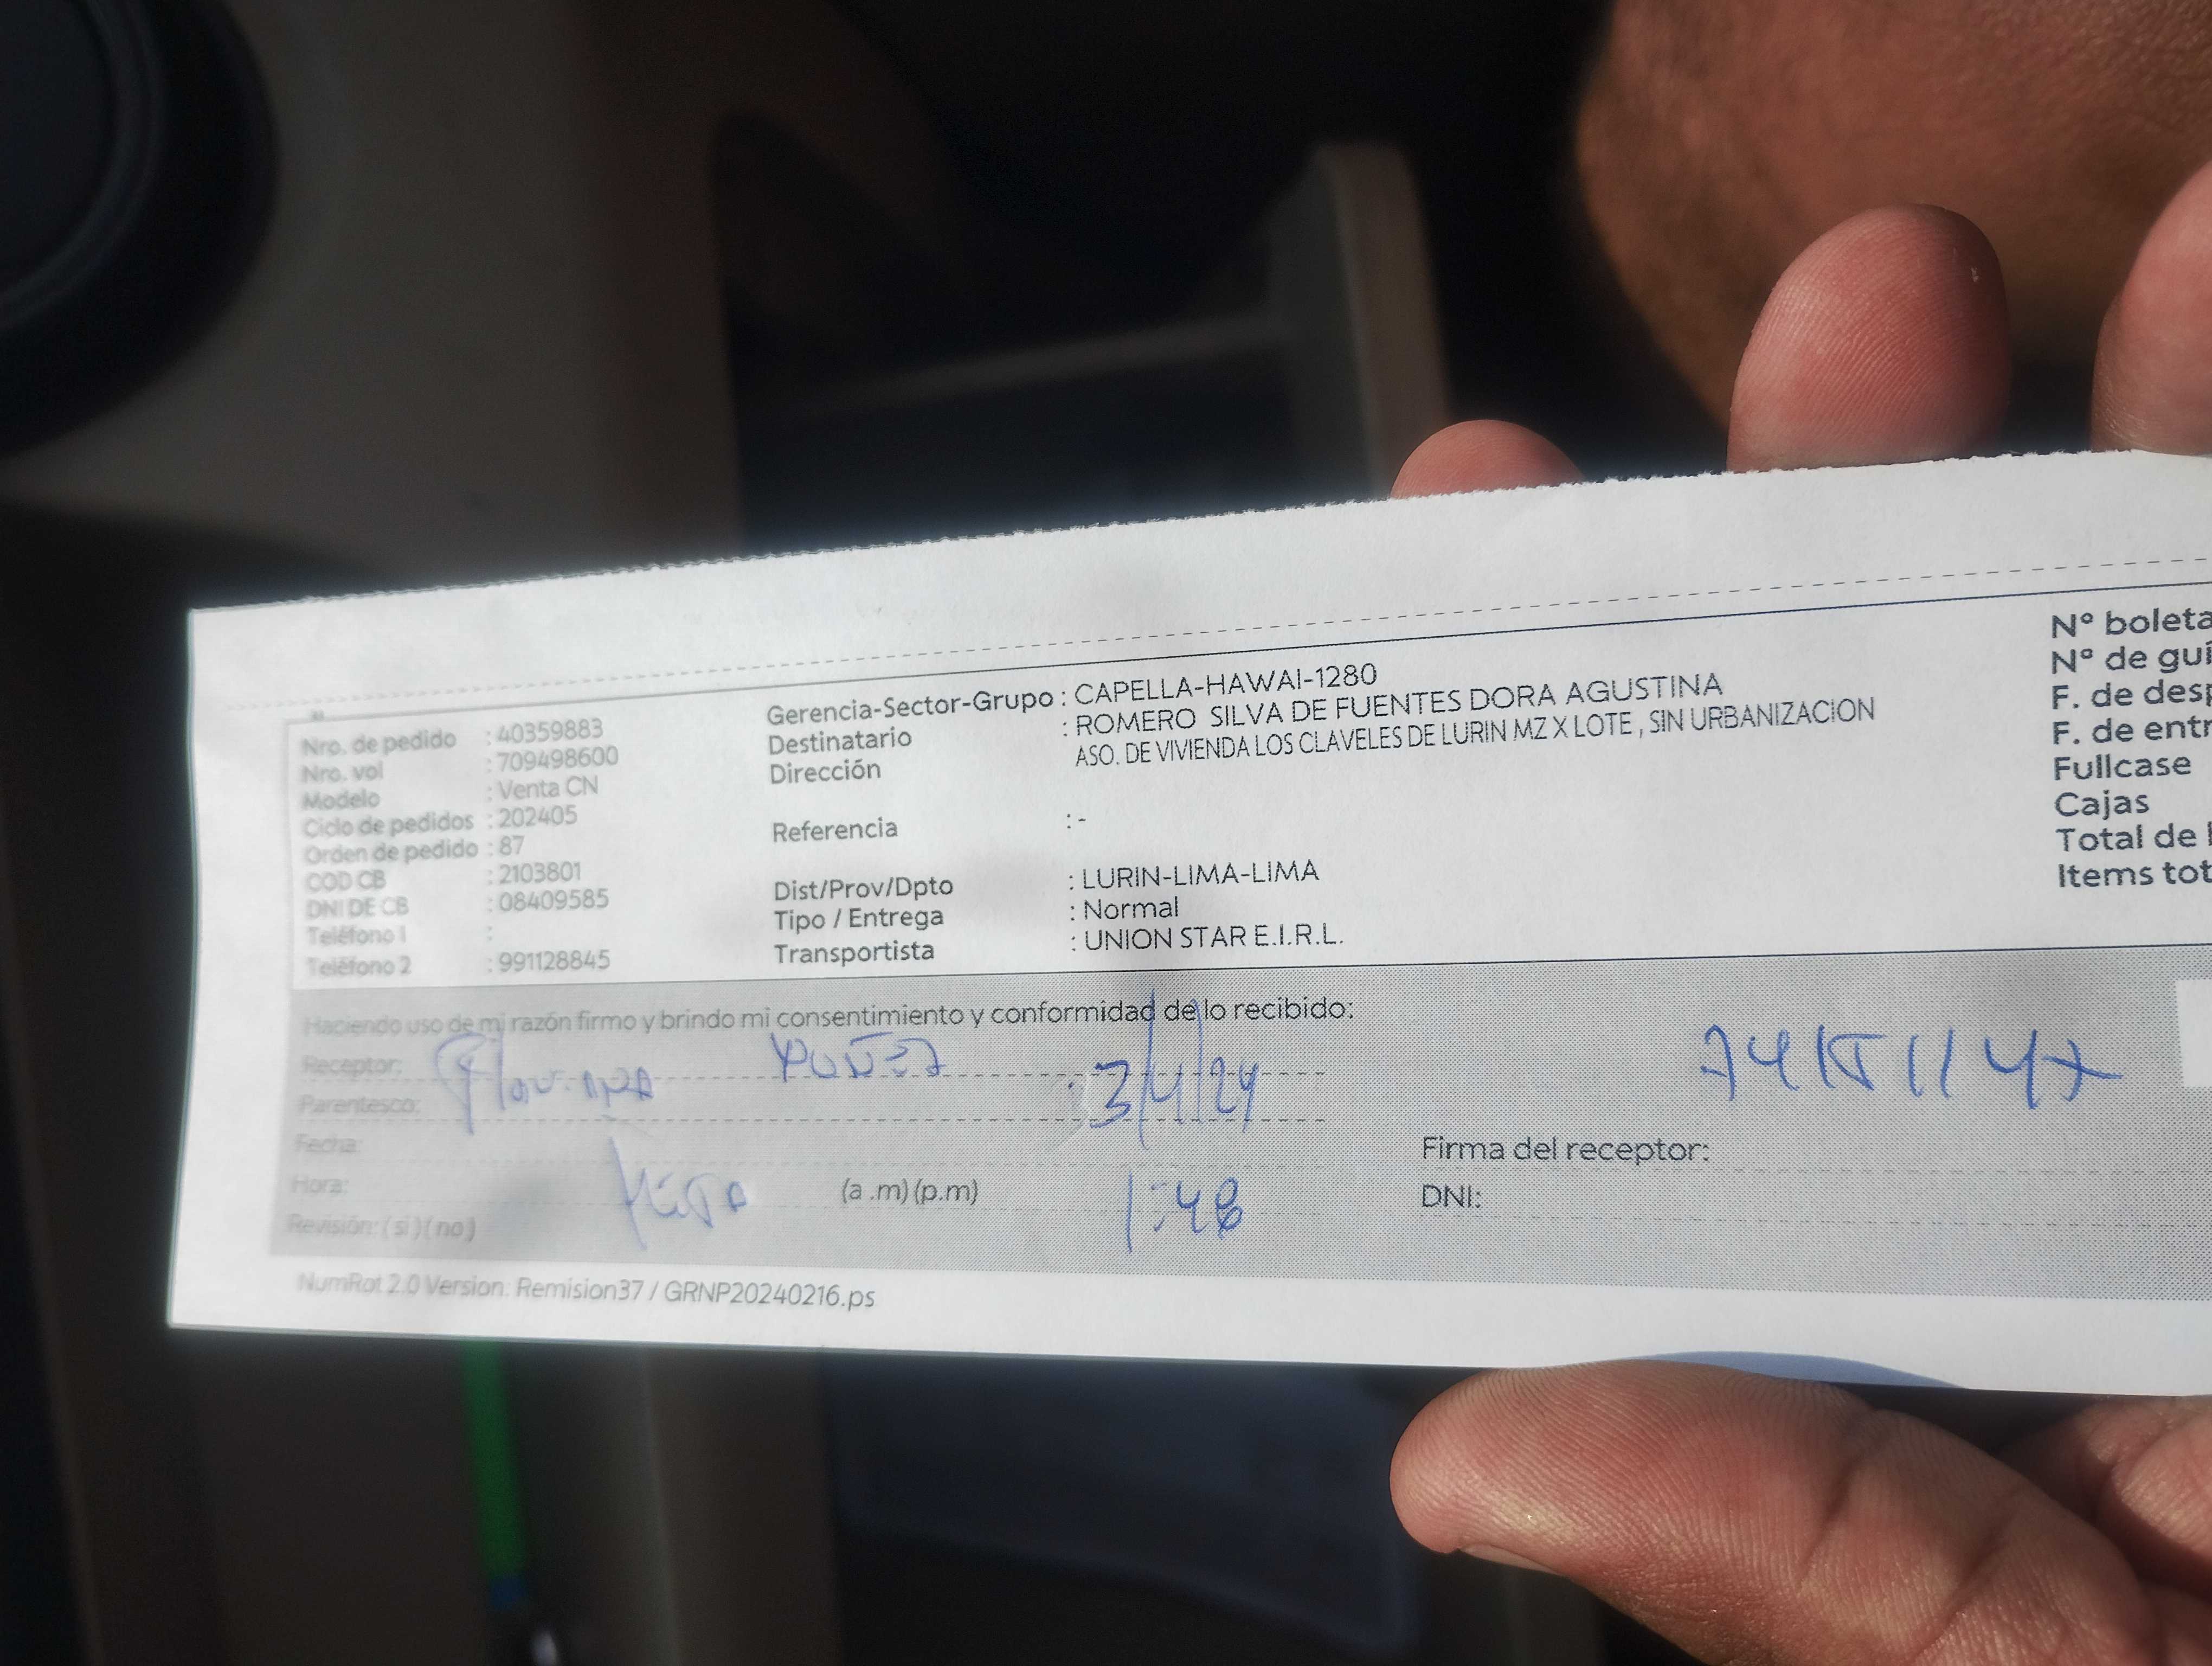 Nro. de pedido : 40359883
Nro. vol : 709498600
Modelo : Venta CN
Ciclo de pedidos : 202405
Orden de pedido : 87
COD CB : 2103801
DNI DE CB : 08409585
Teléfono 1 :
Teléfono 2 : 991128845
Gerencia-Sector-Grupo : CAPELLA-HAWAI-1280
Destinatario : ROMERO SILVA DE FUENTES DORA AGUSTINA
Dirección ASO. DE VIVIENDA LOS CLAVELES DE LURIN MZ X LOTE , SIN URBANIZACION
Referencia : -
Dist/Prov/Dpto : LURIN-LIMA-LIMA
Tipo / Entrega : Normal
Transportista : UNION STAR E.I.R.L.
N° boleta
N° de gui
F. de desp
F. de entr
Fullcase
Cajas
Total de
Items tot
Haciendo uso de mi razón firmo y brindo mi consentimiento y conformidad de lo recibido:
Receptor:
Parentesco: 3/4/24
Fecha:
Hora: (a .m) (p.m) 1:48
Revisión: ( si ) ( no )
Firma del receptor:
DNI:
NumRot 2.0 Version: Remision37 / GRNP20240216.ps